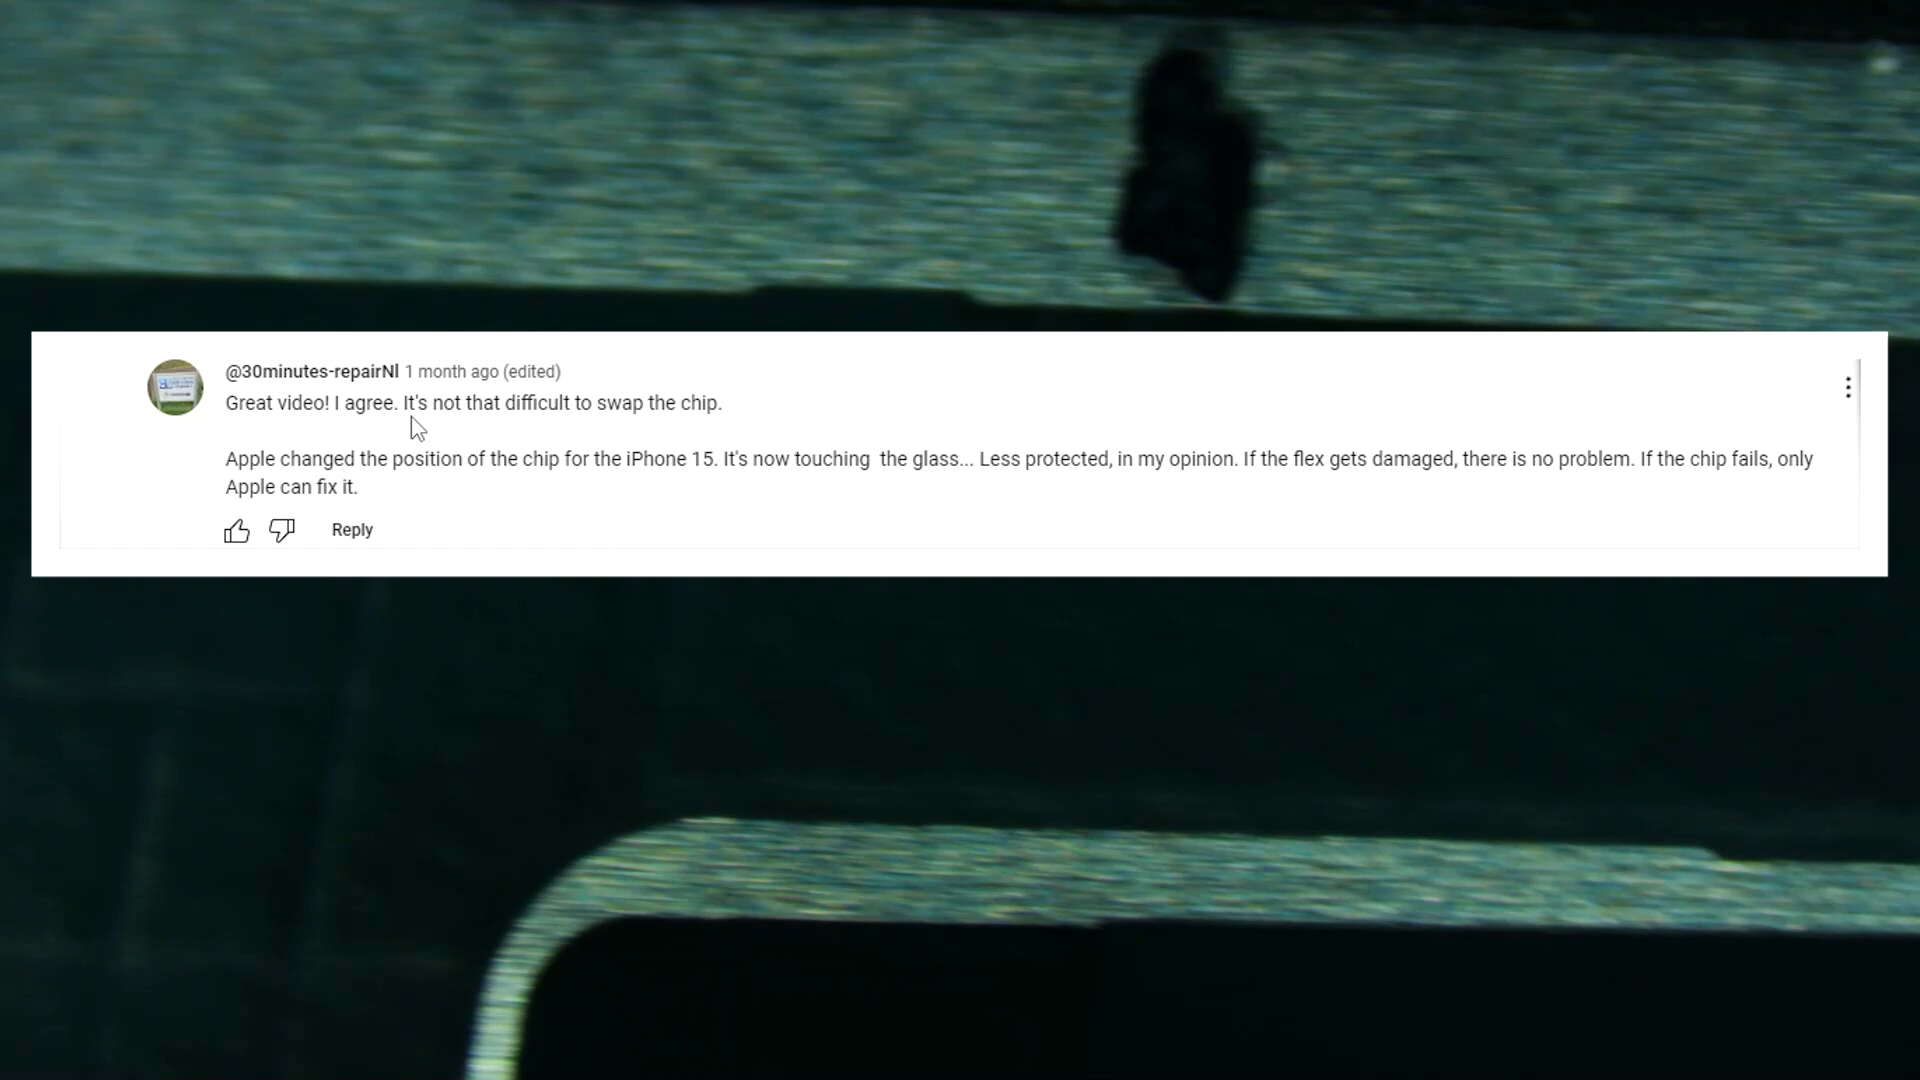 @30minutes-repairNl 1 month ago (edited)
Great video! I agree. It's not that difficult to swap the chip.
Apple changed the position of the chip for the iPhone 15. It's now touching  the glass... Less protected, in my opinion. If the flex gets damaged, there is no problem. If the chip fails, only
Apple can fix it.
Reply